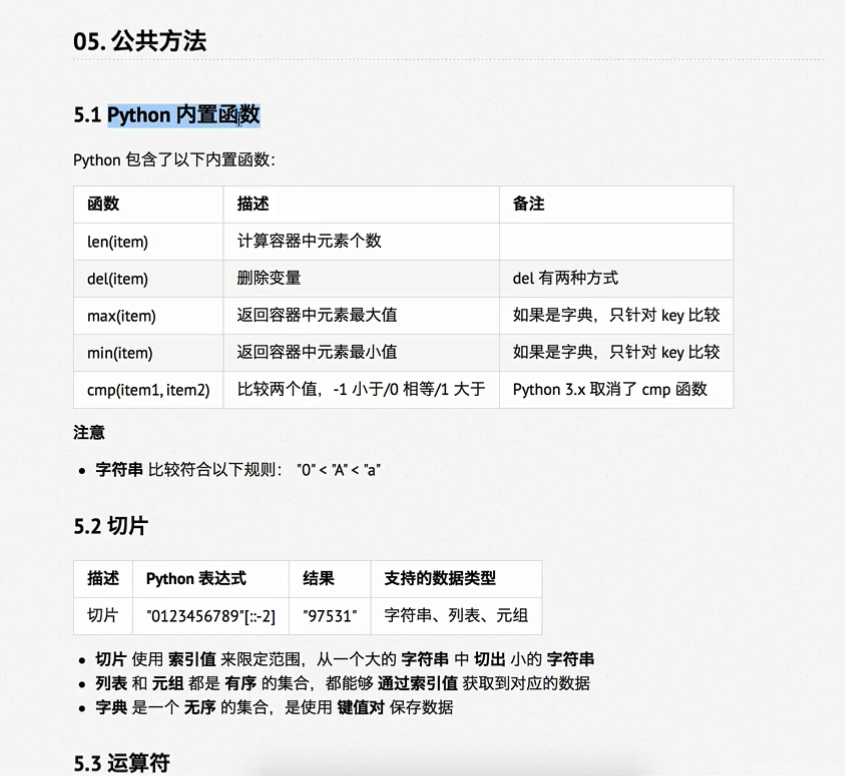 05. 公共方法
5.1 Python 内置函数
Python 包含了以下内置函数：
函数 描述 备注
len(item) 计算容器中元素个数
del(item) 删除变量 del 有两种方式
max(item) 返回容器中元素最大值 如果是字典，只针对 key 比较
min(item) 返回容器中元素最小值 如果是字典，只针对 key 比较
cmp(item1, item2) 比较两个值，-1 小于/0 相等/1 大于 Python 3.x 取消了 cmp 函数
注意
• 字符串 比较符合以下规则： "0" < "A" < "a"
5.2 切片
描述 Python 表达式 结果 支持的数据类型
切片 "0123456789"[::-2] "97531" 字符串、列表、元组
• 切片 使用 索引值 来限定范围，从一个大的 字符串 中 切出 小的 字符串
• 列表 和 元组 都是 有序 的集合，都能够 通过索引值 获取到对应的数据
• 字典 是一个 无序 的集合，是使用 键值对 保存数据
5.3 运算符